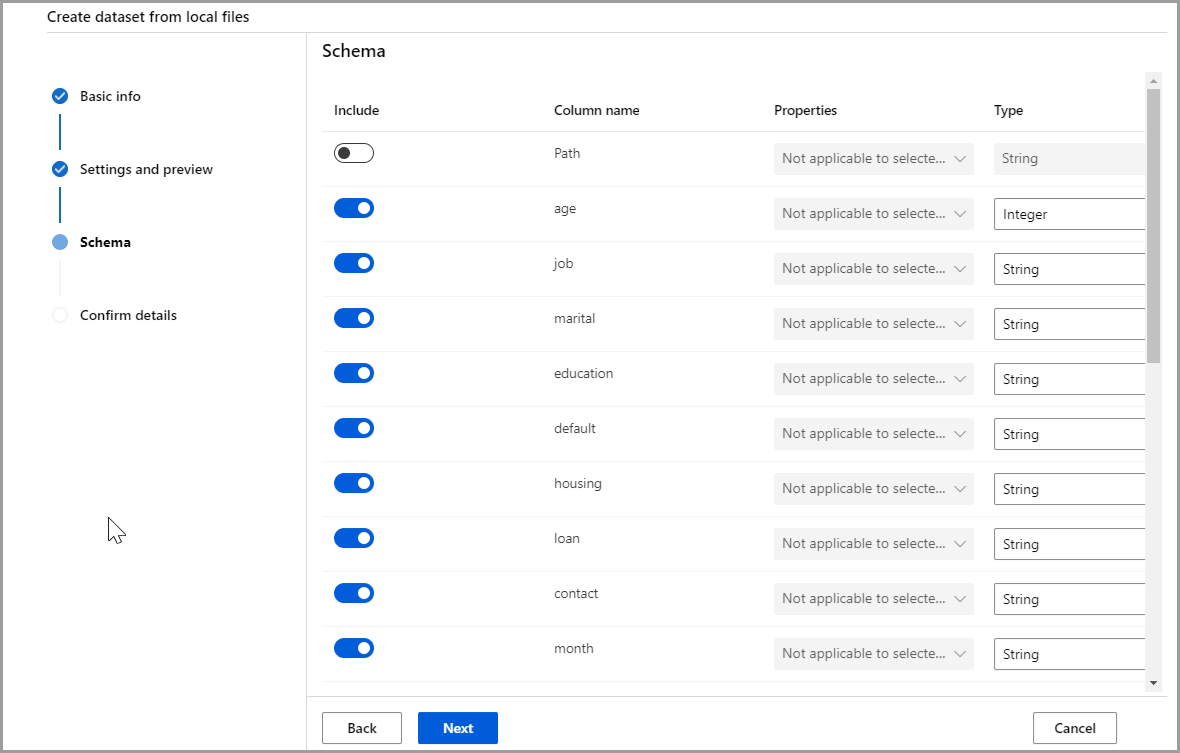 Create dataset from local files
Basic info
Settings and preview
Schema
Confirm details
Schema
Include Column name Properties Type
Path Not applicable to selecte... String
age Not applicable to selecte... Integer
job Not applicable to selecte... String
marital Not applicable to selecte... String
education Not applicable to selecte... String
default Not applicable to selecte... String
housing Not applicable to selecte... String
loan Not applicable to selecte... String
contact Not applicable to selecte... String
month Not applicable to selecte... String
Back Next Cancel